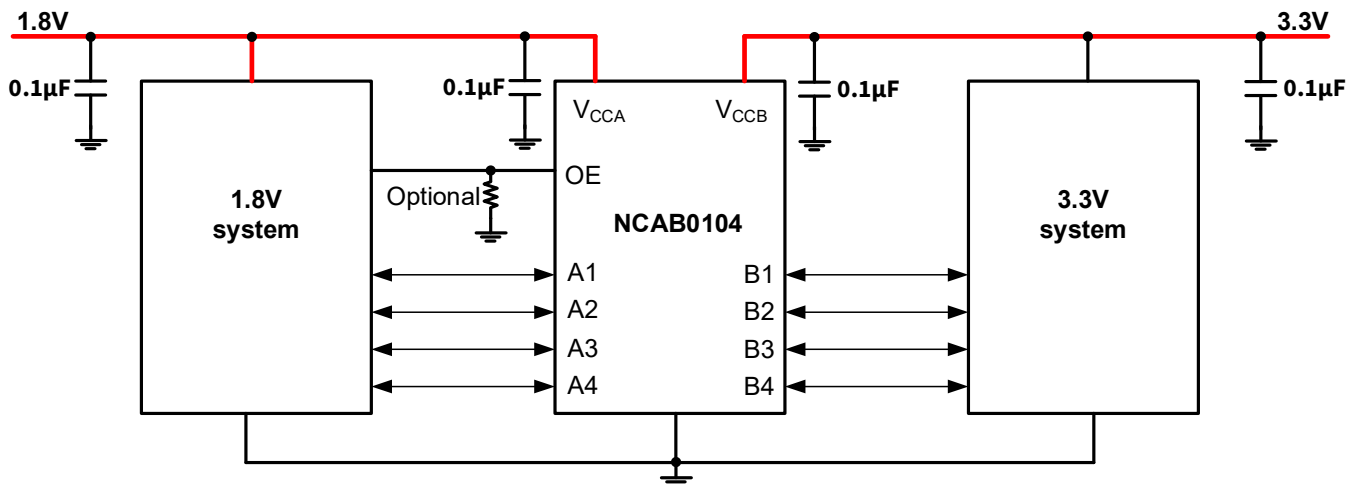 1.8V
3.3V
0.1µF
0.1µF
0.1µF
0.1µF
VCCA
VCCB
OE
Optional
1.8V
system
NCAB0104
3.3V
system
A1
B1
A2
B2
A3
B3
A4
B4